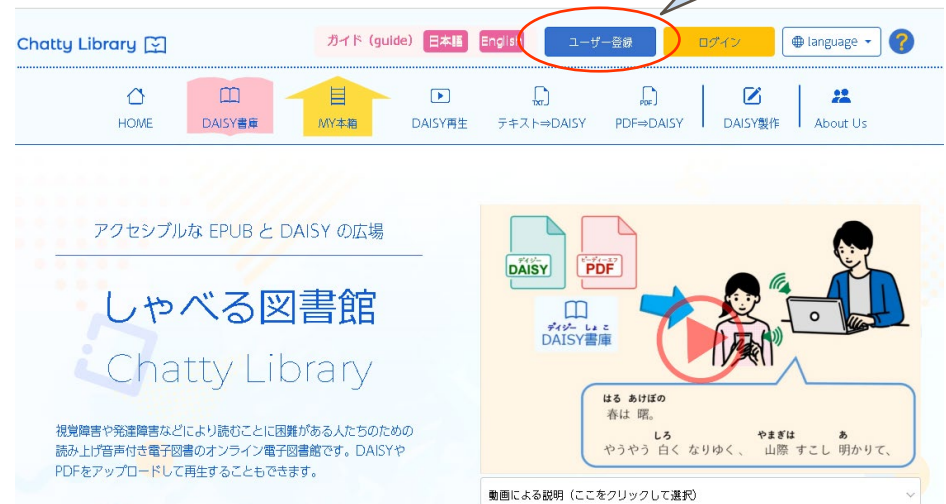 Chatty Library
ガイド (guide) 日本語 English ユーザー登録 ログイン language ?
HOME DAISY書庫 MY本箱 DAISY再生 テキスト⇒DAISY PDF⇒DAISY DAISY製作 About Us
TXT. PDF
アクセシブルな EPUB と DAISY の広場
しゃべる図書館
Chatty Library
視覚障害や発達障害などにより読むことに困難がある人たちのための
読み上げ音声付き電子図書のオンライン電子図書館です。DAISYや
PDFをアップロードして再生することもできます。
デイジー ピーディーエフ
DAISY PDF
デイジー しょこ
DAISY書庫
はる あけぼの
春は 曙。
しろ やまぎは あ
やうやう 白く なりゆく、 山際 すこし 明かりて、
動画による説明（ここをクリックして選択）